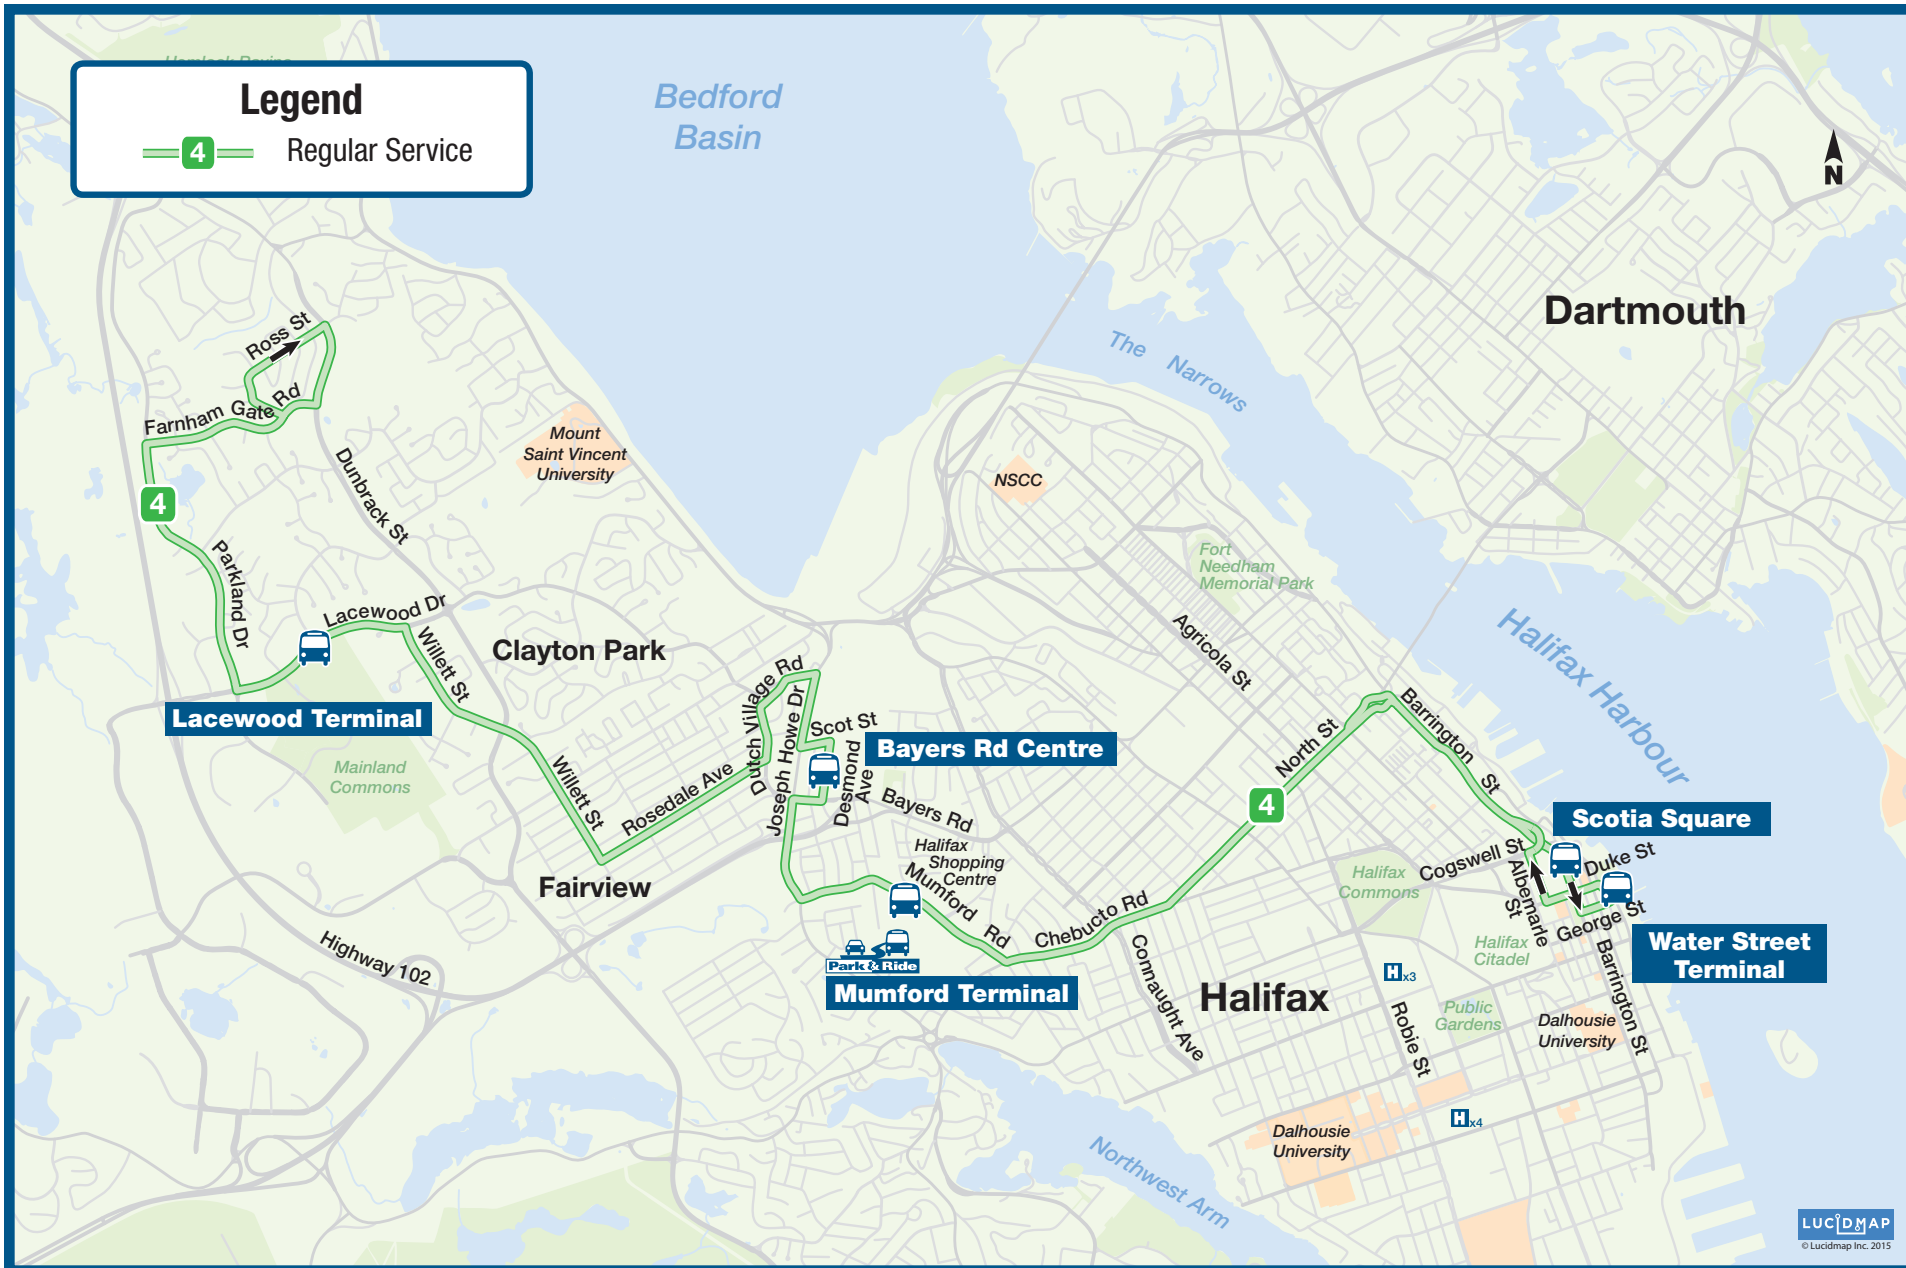 Hemlock Ravine
Legend
4
Regular Service
Bedford
Basin
N
Dartmouth
The Narrows
Ross St
Farnham Gate Rd
4
Dunbrack St
Mount
Saint Vincent
University
NSCC
Parkland Dr
Lacewood Dr
Willett St
Clayton Park
Fort
Needham
Memorial Park
Agricola St
Halifax Harbour
Lacewood Terminal
Mainland
Commons
Willett St
Rosedale Ave
Dutch Village Rd
Joseph Howe Dr
Scot St
Desmond
Ave
Bayers Rd Centre
Bayers Rd
North St
4
Barrington St
Scotia Square
Fairview
Halifax
Shopping
Centre
Mumford Rd
Park & Ride
Mumford Terminal
Chebucto Rd
Connaught Ave
Halifax
Commons
Cogswell St
Albemarle
St
Duke St
George St
Water Street
Terminal
Barrington St
Halifax
Citadel
Highway 102
Halifax
H x3
Robie St
Public
Gardens
Dalhousie
University
H x4
Dalhousie
University
Northwest Arm
LUCIDMAP
© Lucidmap Inc. 2015